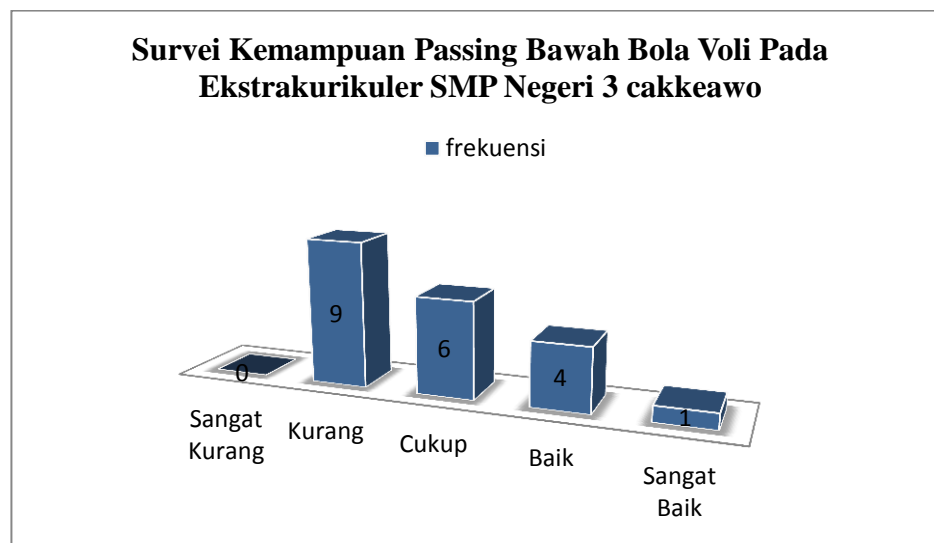 Survei Kemampuan Passing Bawah Bola Voli Pada
Ekstrakurikuler SMP Negeri 3 cakkeawo
frekuensi
0
9
6
4
1
Sangat
Kurang
Kurang
Cukup
Baik
Sangat
Baik